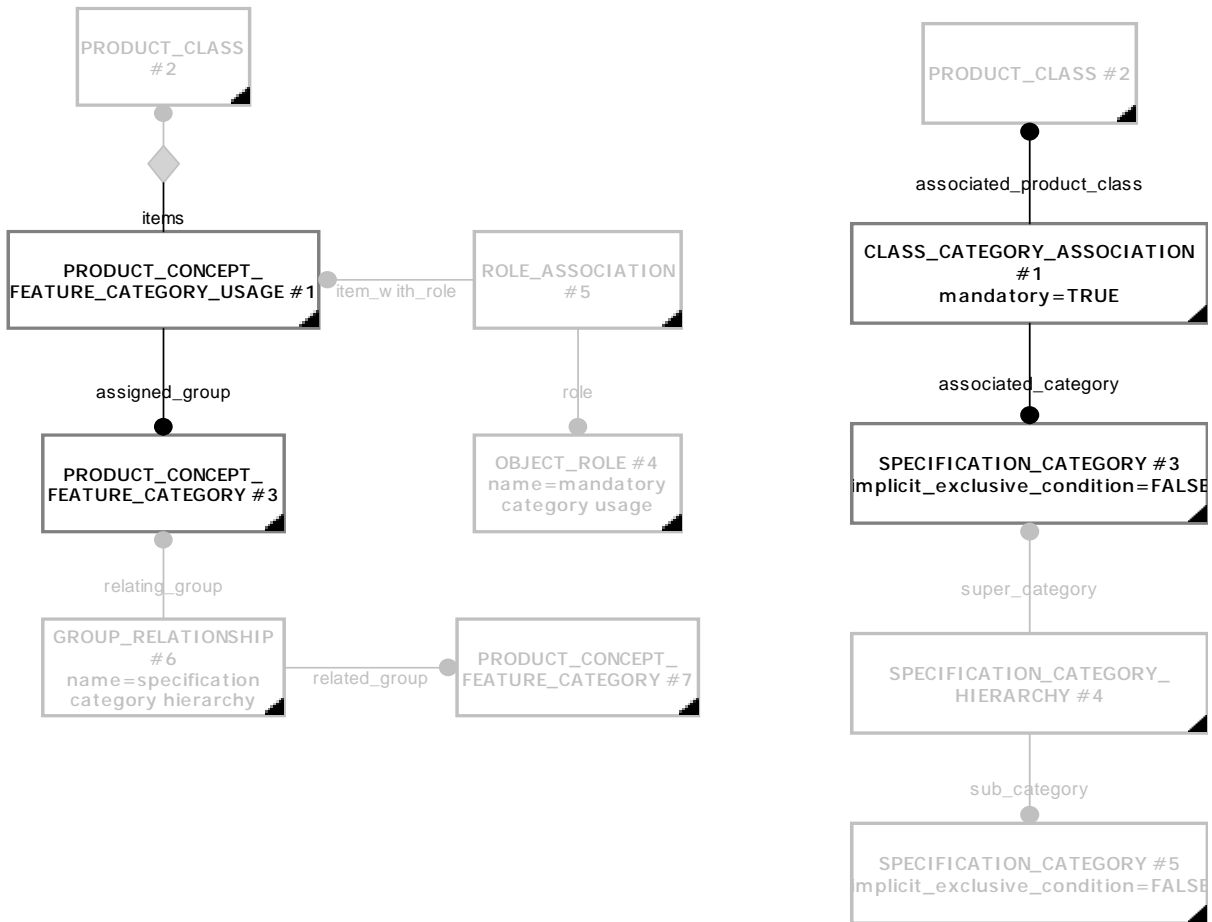 PRODUCT_CLASS
#2
items
PRODUCT_CONCEPT_
FEATURE_CATEGORY_USAGE #1
item_with_role
ROLE_ASSOCIATION
#5
assigned_group
role
PRODUCT_CONCEPT_
FEATURE_CATEGORY #3
OBJECT_ROLE #4
name=mandatory
category usage
relating_group
GROUP_RELATIONSHIP
#6
name=specification
category hierarchy
related_group
PRODUCT_CONCEPT_
FEATURE_CATEGORY #7
PRODUCT_CLASS #2
associated_product_class
CLASS_CATEGORY_ASSOCIATION
#1
mandatory=TRUE
associated_category
SPECIFICATION_CATEGORY #3
implicit_exclusive_condition=FALSE
super_category
SPECIFICATION_CATEGORY_
HIERARCHY #4
sub_category
SPECIFICATION_CATEGORY #5
implicit_exclusive_condition=FALSE